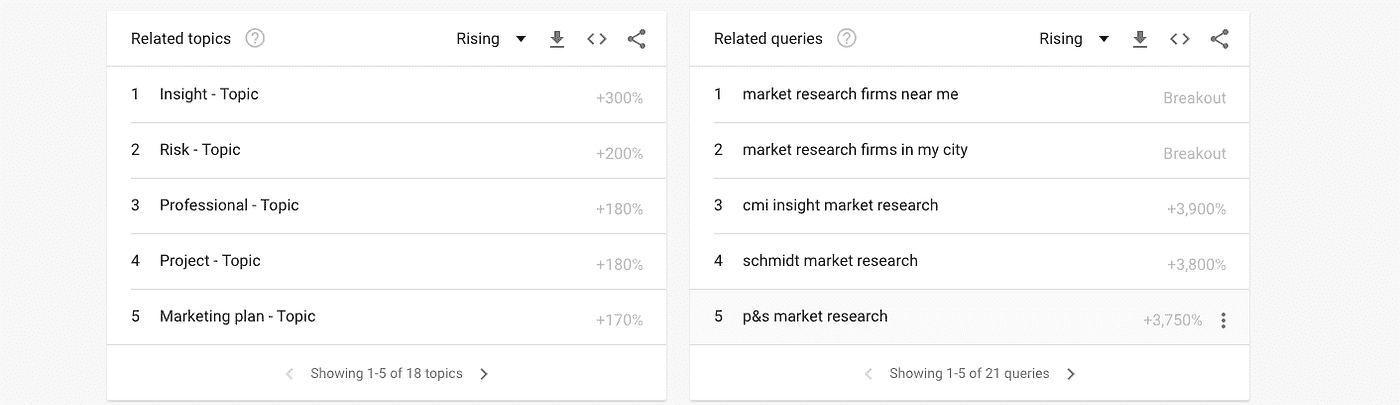 Related topics ? Rising
1 Insight - Topic +300%
2 Risk - Topic +200%
3 Professional - Topic +180%
4 Project - Topic +180%
5 Marketing plan - Topic +170%
Showing 1-5 of 18 topics
Related queries ? Rising
1 market research firms near me Breakout
2 market research firms in my city Breakout
3 cmi insight market research +3,900%
4 schmidt market research +3,800%
5 p&s market research +3,750%
Showing 1-5 of 21 queries